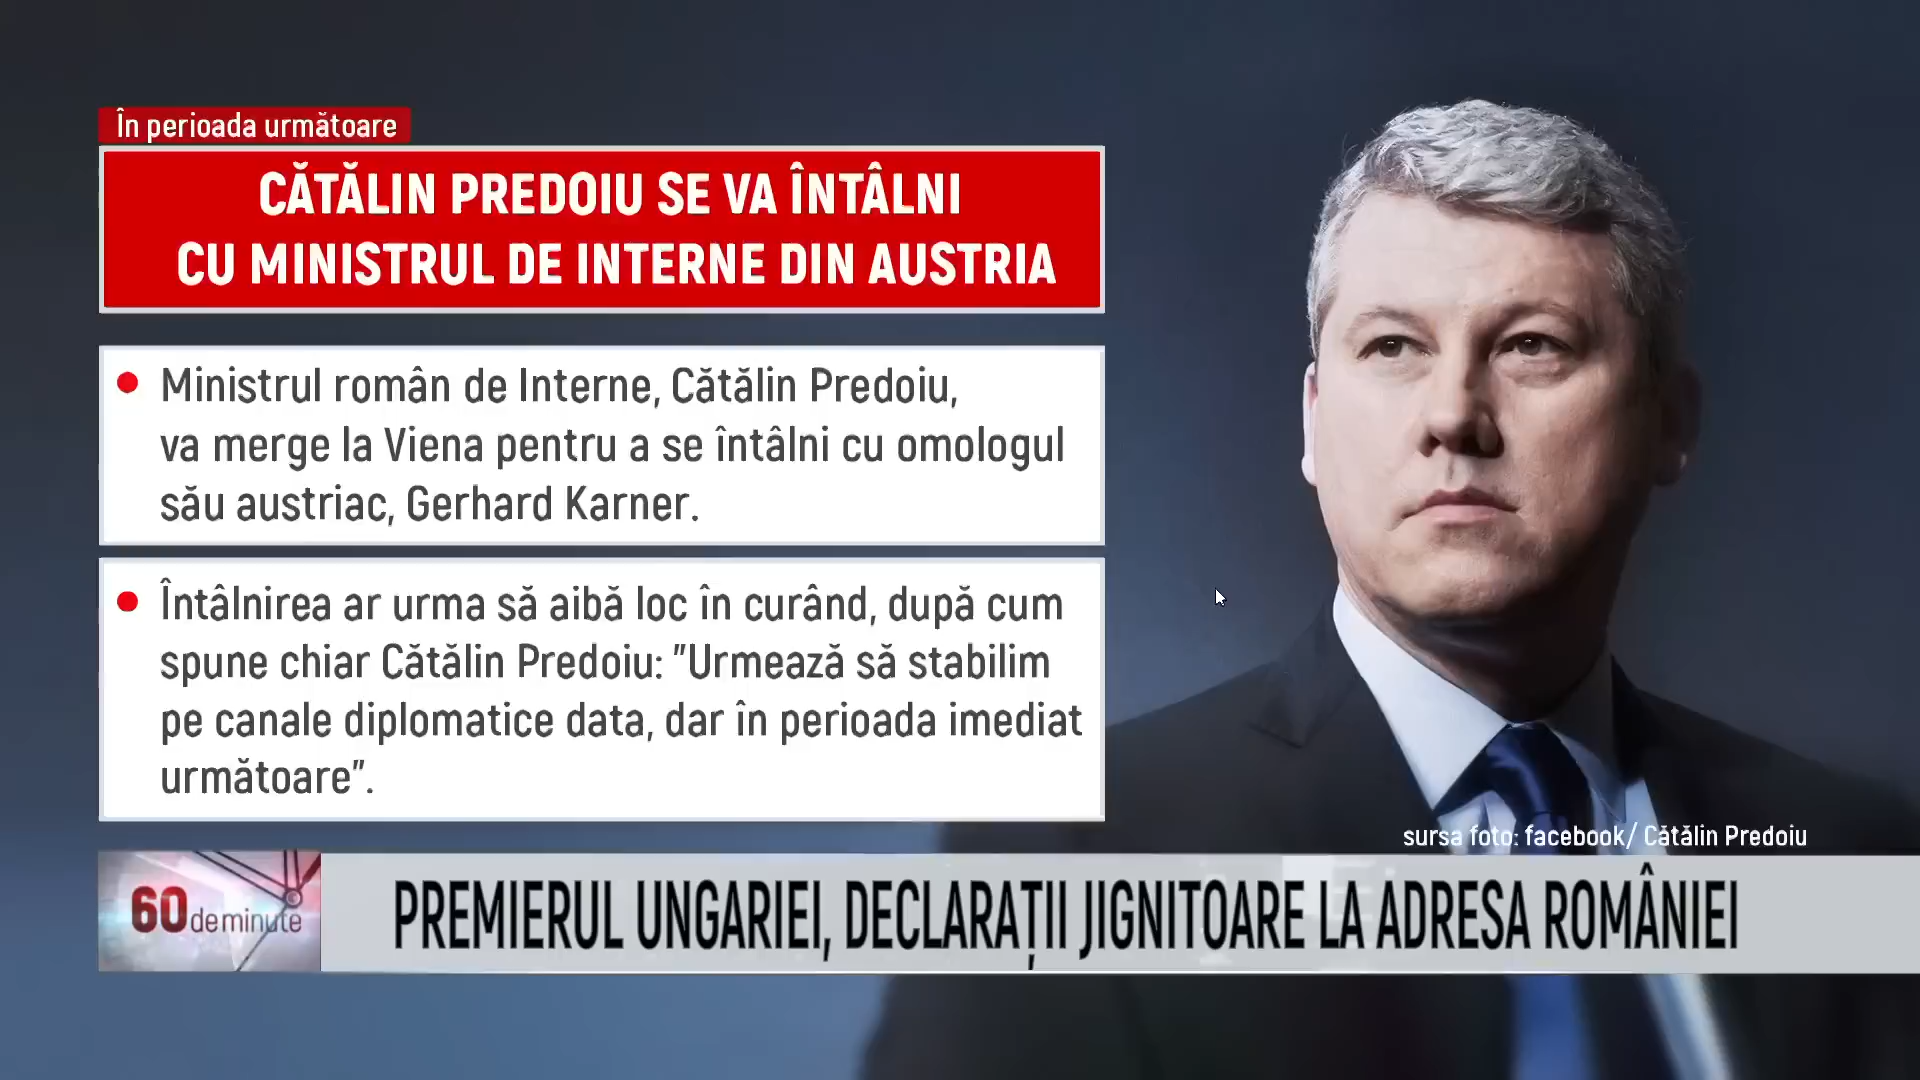 În perioada următoare
CĂTĂLIN PREDOIU SE VA ÎNTÂLNI
CU MINISTRUL DE INTERNE DIN AUSTRIA
Ministrul român de Interne, Cătălin Predoiu,
va merge la Viena pentru a se întâlni cu omologul
său austriac, Gerhard Karner.
Întâlnirea ar urma să aibă loc în curând, după cum
spune chiar Cătălin Predoiu: ”Urmează să stabilim
pe canale diplomatice data, dar în perioada imediat
următoare”.
sursa foto: facebook/ Cătălin Predoiu
60 de minute
PREMIERUL UNGARIEI, DECLARAȚII JIGNITOARE LA ADRESA ROMÂNIEI